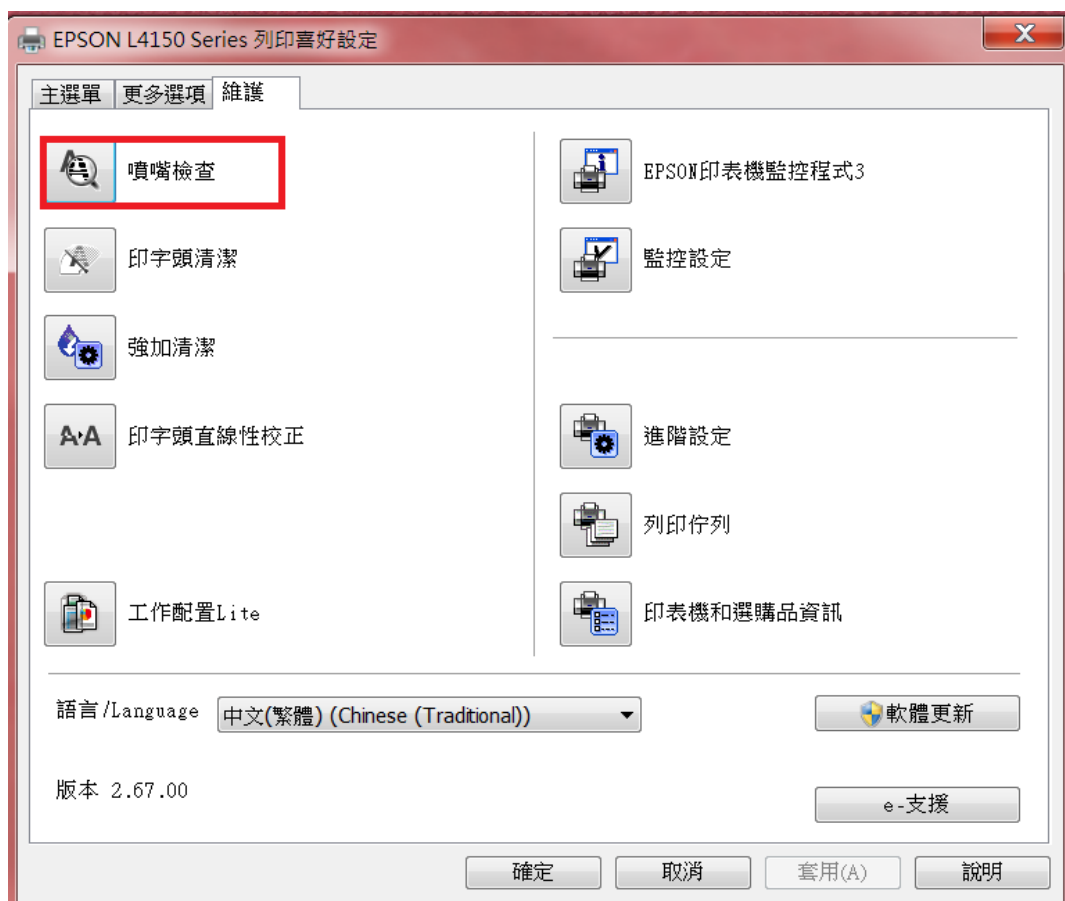 EPSON L4150 Series 列印喜好設定
主選單 更多選項 維護
噴嘴檢查
印字頭清潔
強加清潔
A▸A 印字頭直線性校正
工作配置Lite
EPSON印表機監控程式3
監控設定
進階設定
列印佇列
印表機和選購品資訊
語言/Language 中文(繁體) (Chinese (Traditional))
軟體更新
版本 2.67.00
e-支援
確定 取消 套用(A) 說明